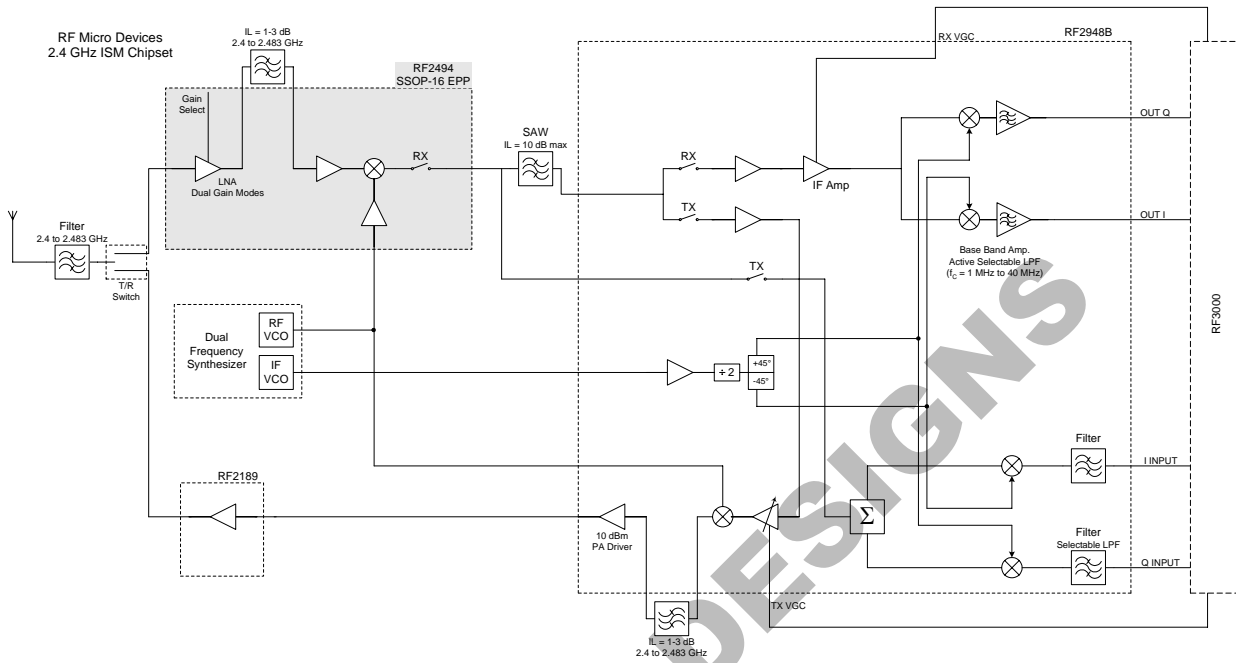 RF Micro Devices
2.4 GHz ISM Chipset
IL = 1-3 dB
2.4 to 2.483 GHz
RF2494
SSOP-16 EPP
Gain
Select
LNA
Dual Gain Modes
RX
SAW
IL = 10 dB max
RX VGC
RF2948B
RX
IF Amp
TX
OUT Q
OUT I
Base Band Amp.
Active Selectable LPF
(fC = 1 MHz to 40 MHz)
Filter
2.4 to 2.483 GHz
T/R
Switch
TX
RF3000
Dual
Frequency
Synthesizer
RF
VCO
IF
VCO
÷ 2
+45°
-45°
Filter
I INPUT
RF2189
10 dBm
PA Driver
Σ
Filter
Selectable LPF
Q INPUT
TX VGC
IL = 1-3 dB
2.4 to 2.483 GHz
DESIGNS